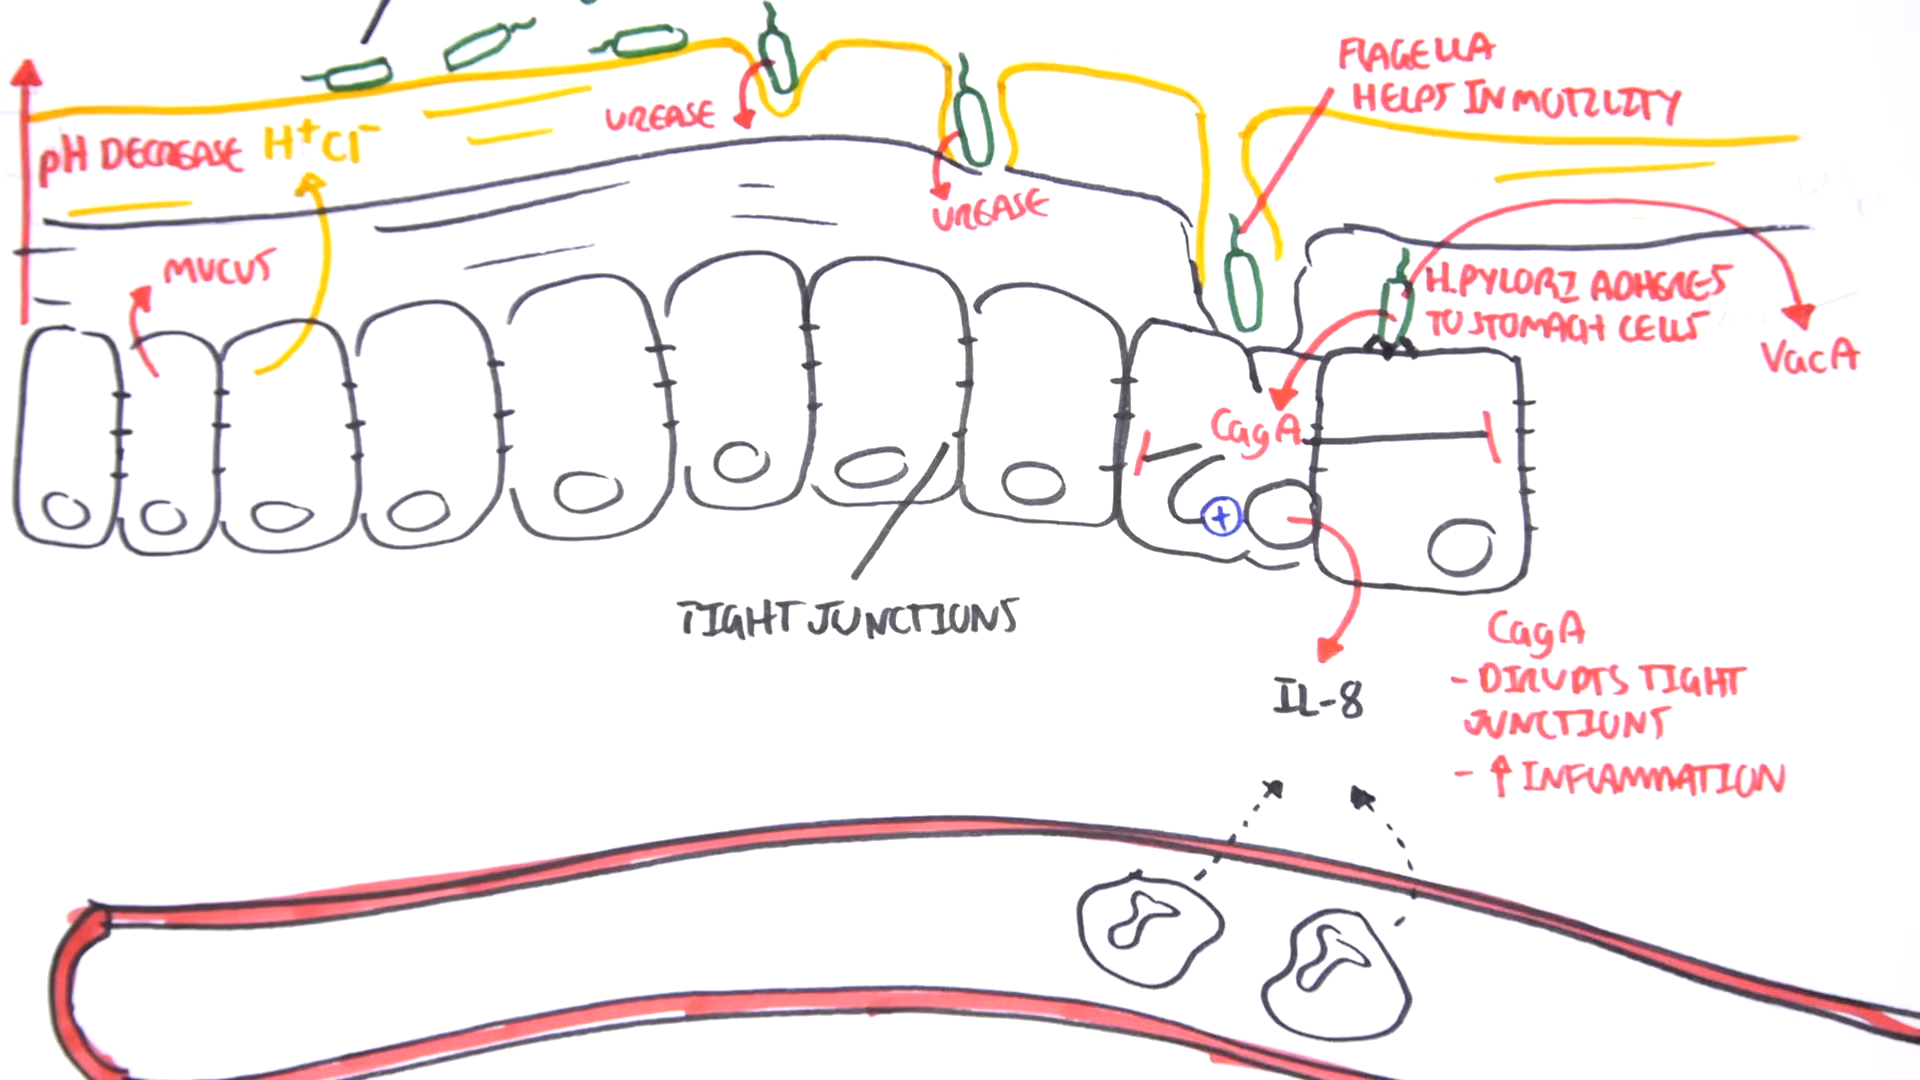 FLAGELLA
HELPS IN MOTILITY
UREASE
pH DECREASE H+Cl-
UREASE
MUCUS
H.PYLORI ADHERES
TO STOMACH CELLS
VacA
CagA
+
TIGHT JUNCTIONS
IL-8
CagA
- DIRUPTS TIGHT
JUNCTIONS
- ↑ INFLAMMATION